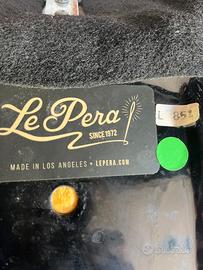 Le Pera
SINCE 1972
MADE IN LOS ANGELES • LEPERA.COM